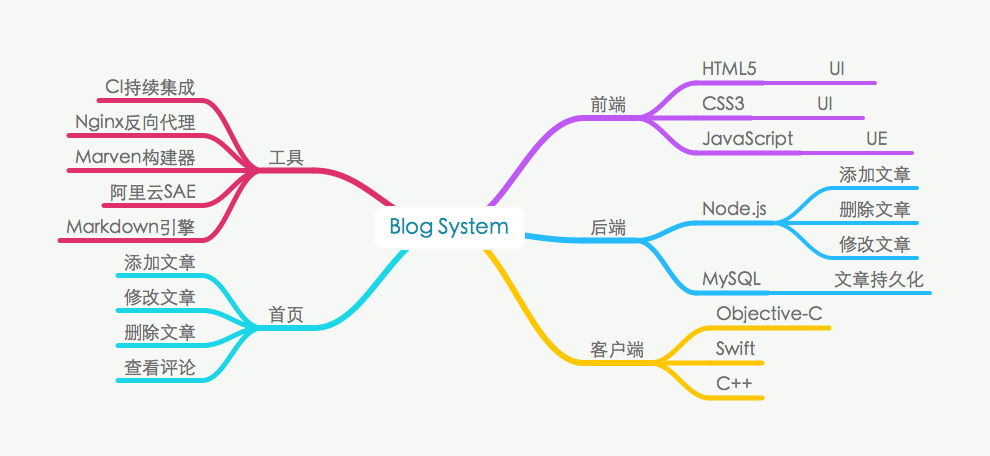 Blog System
前端
HTML5
UI
CSS3
UI
JavaScript
UE
后端
Node.js
添加文章
删除文章
修改文章
MySQL
文章持久化
客户端
Objective-C
Swift
C++
工具
CI持续集成
Nginx反向代理
Marven构建器
阿里云SAE
Markdown引擎
首页
添加文章
修改文章
删除文章
查看评论